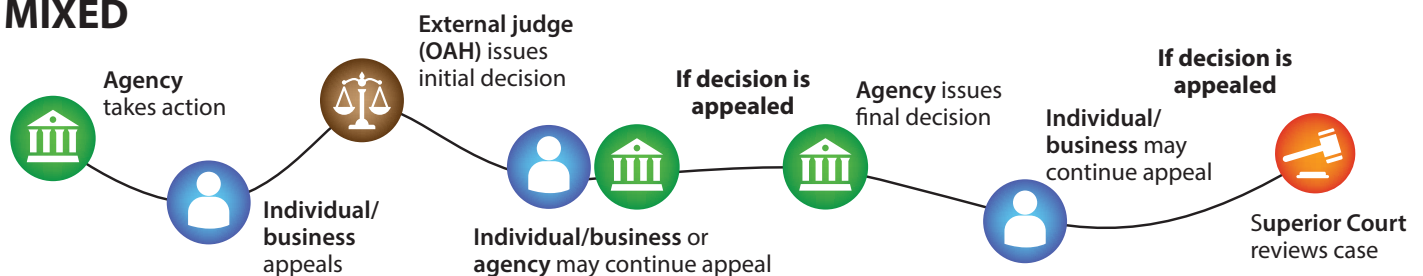 MIXED
Agency
takes action
Individual/
business
appeals
External judge
(OAH) issues
initial decision
Individual/business or
agency may continue appeal
If decision is
appealed
Agency issues
final decision
Individual/
business may
continue appeal
If decision is
appealed
Superior Court
reviews case